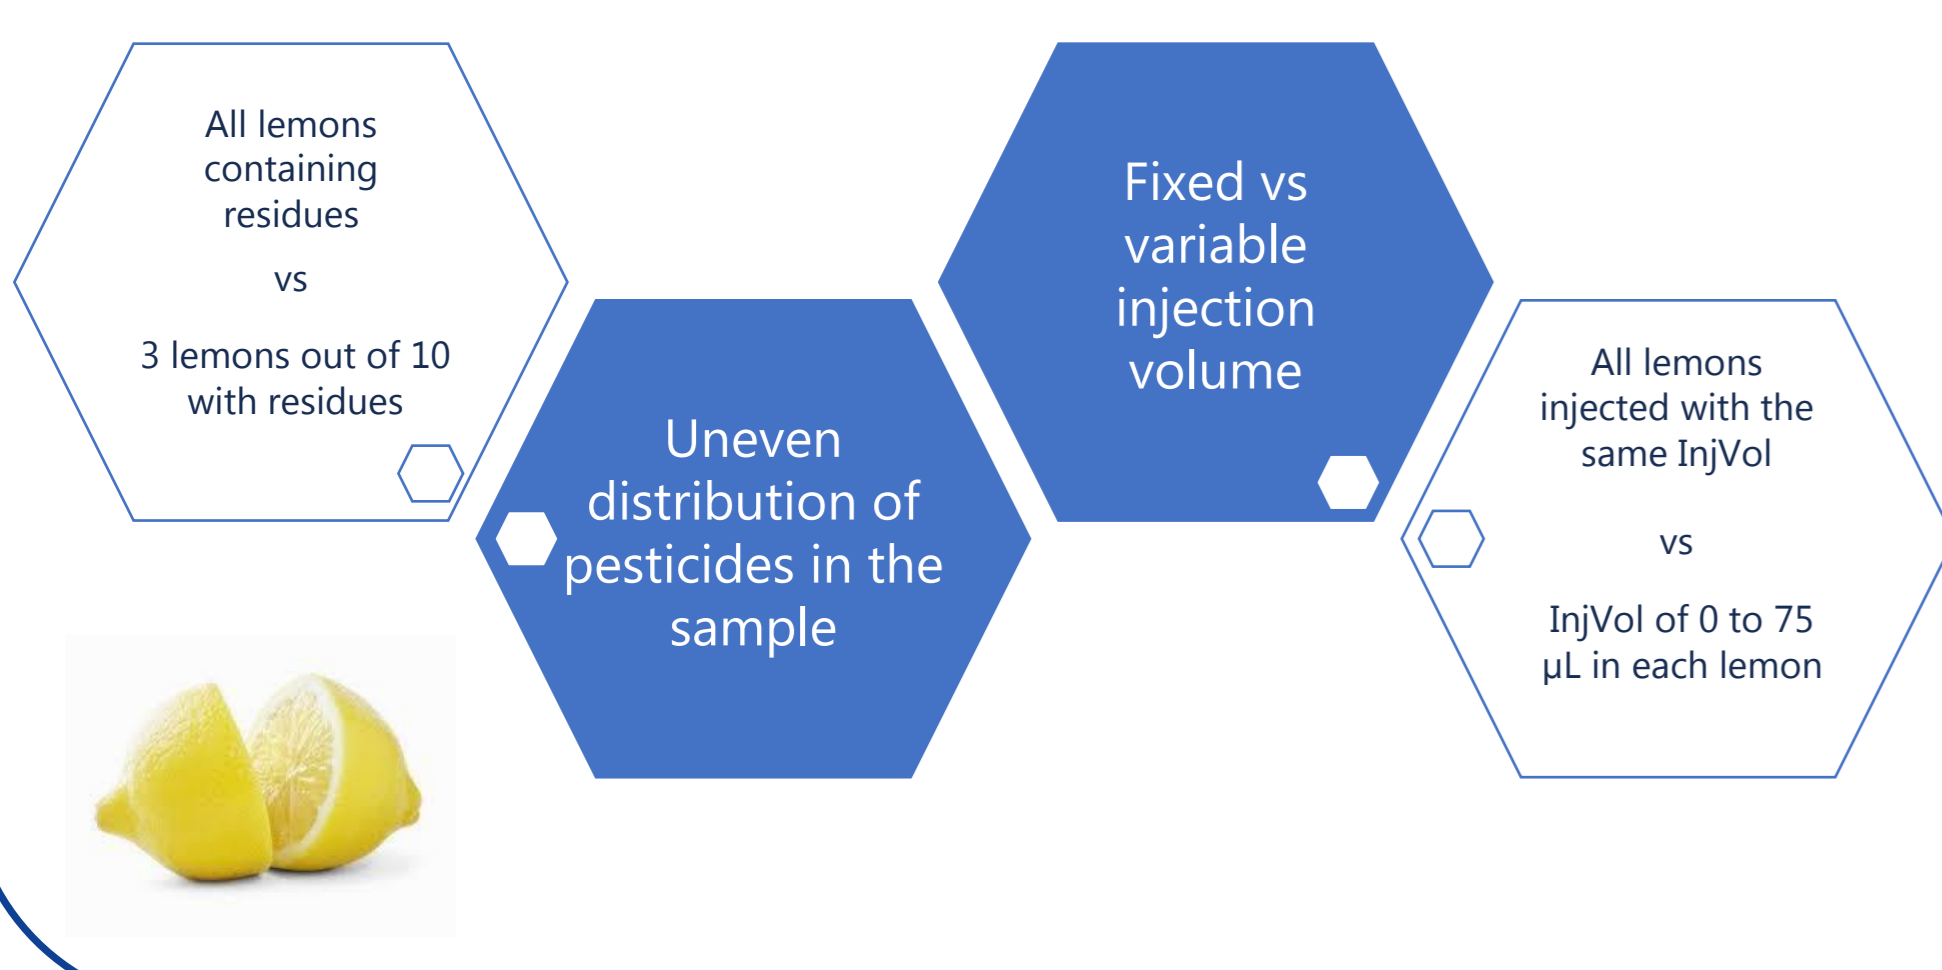 All lemons
containing
residues
vs
3 lemons out of 10
with residues
Uneven
distribution of
pesticides in the
sample
Fixed vs
variable
injection
volume
All lemons
injected with the
same InjVol
vs
InjVol of 0 to 75
µL in each lemon